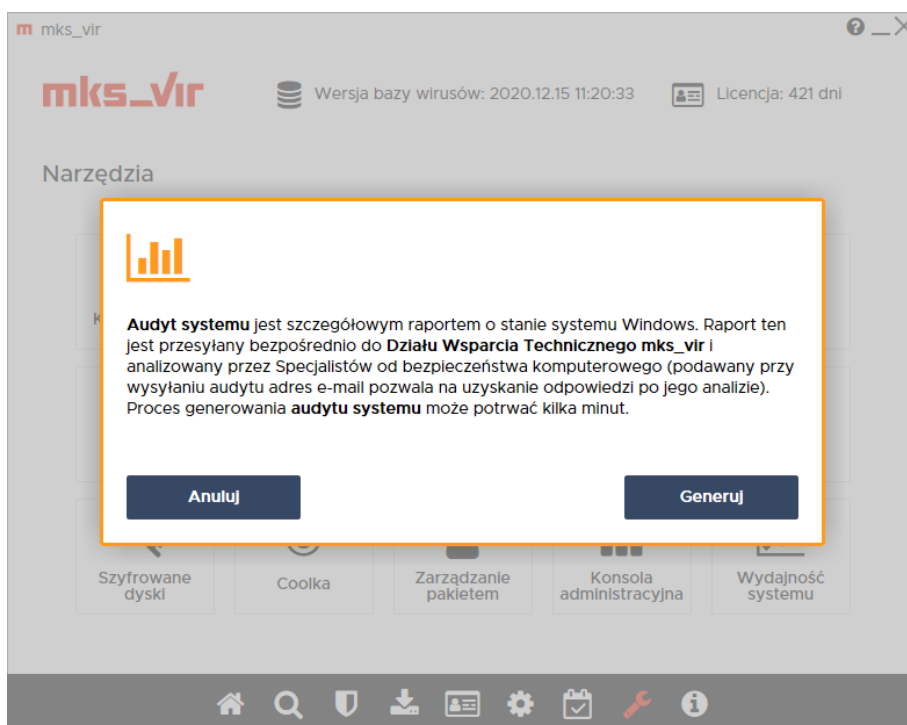 mks_vir
mks_vir
Wersja bazy wirusów: 2020.12.15 11:20:33
Licencja: 421 dni
Narzędzia
K
Audyt systemu jest szczegółowym raportem o stanie systemu Windows. Raport ten
jest przesyłany bezpośrednio do Działu Wsparcia Technicznego mks_vir i
analizowany przez Specjalistów od bezpieczeństwa komputerowego (podawany przy
wysyłaniu audytu adres e-mail pozwala na uzyskanie odpowiedzi po jego analizie).
Proces generowania audytu systemu może potrwać kilka minut.
Anuluj
Generuj
Szyfrowane
dyski
Coolka
Zarządzanie
pakietem
Konsola
administracyjna
Wydajność
systemu